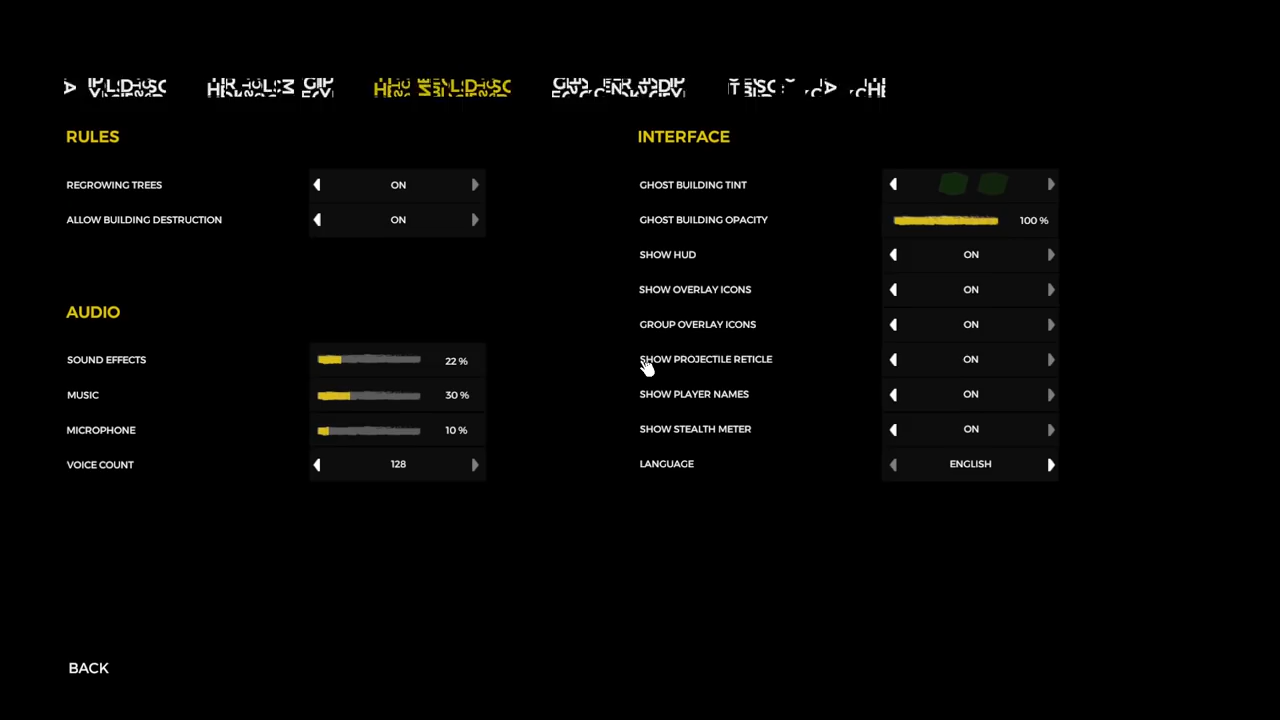 RULES
REGROWING TREES ON
ALLOW BUILDING DESTRUCTION ON
AUDIO
SOUND EFFECTS 22 %
MUSIC 30 %
MICROPHONE 10 %
VOICE COUNT 128
INTERFACE
GHOST BUILDING TINT
GHOST BUILDING OPACITY 100 %
SHOW HUD ON
SHOW OVERLAY ICONS ON
GROUP OVERLAY ICONS ON
SHOW PROJECTILE RETICLE ON
SHOW PLAYER NAMES ON
SHOW STEALTH METER ON
LANGUAGE ENGLISH
BACK